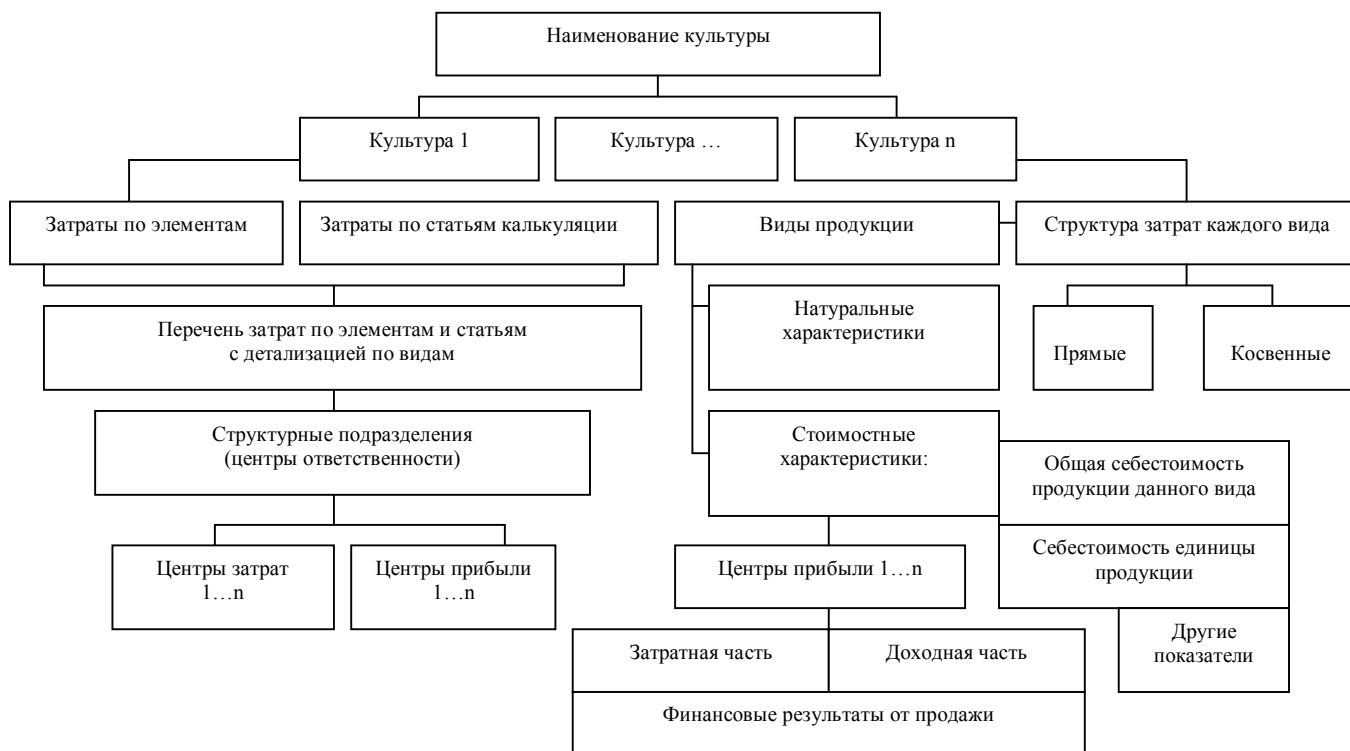 Наименование культуры
Культура 1
Культура …
Культура n
Затраты по элементам
Затраты по статьям калькуляции
Виды продукции
Структура затрат каждого вида
Перечень затрат по элементам и статьям
с детализацией по видам
Натуральные
характеристики
Прямые
Косвенные
Структурные подразделения
(центры ответственности)
Стоимостные
характеристики:
Общая себестоимость
продукции данного вида
Центры затрат
1…n
Центры прибыли
1…n
Центры прибыли 1…n
Себестоимость единицы
продукции
Затратная часть
Доходная часть
Другие
показатели
Финансовые результаты от продажи